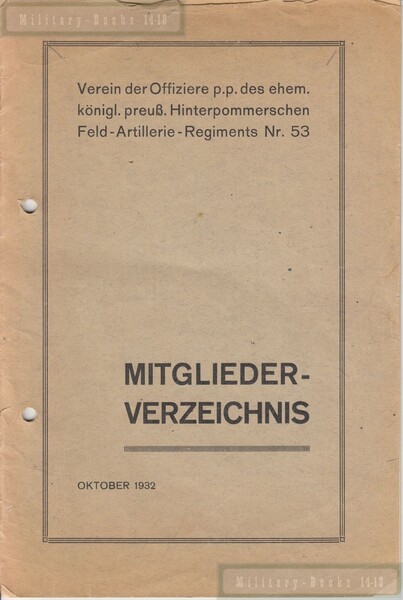 Military-Books 14-18
Verein der Offiziere p.p. des ehem.
königl. preuß. Hinterpommerschen
Feld-Artillerie-Regiments Nr. 53
MITGLIEDER-
VERZEICHNIS
OKTOBER 1932
Military-Books 14-18